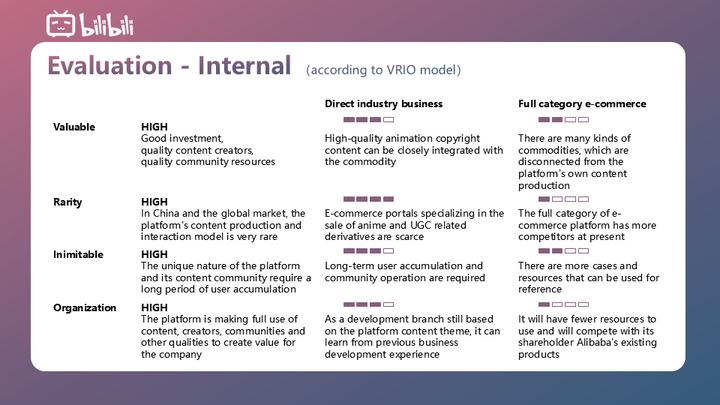 bilibili
Evaluation - Internal (according to VRIO model)
Direct industry business
Full category e-commerce
Valuable
HIGH
Good investment,
quality content creators,
quality community resources
High-quality animation copyright
content can be closely integrated with
the commodity
There are many kinds of
commodities, which are
disconnected from the
platform's own content
production
Rarity
HIGH
In China and the global market, the
platform's content production and
interaction model is very rare
E-commerce portals specializing in the
sale of anime and UGC related
derivatives are scarce
The full category of e-
commerce platform has more
competitors at present
Inimitable
HIGH
The unique nature of the platform
and its content community require a
long period of user accumulation
Long-term user accumulation and
community operation are required
There are more cases and
resources that can be used for
reference
Organization
HIGH
The platform is making full use of
content, creators, communities and
other qualities to create value for
the company
As a development branch still based
on the platform content theme, it can
learn from previous business
development experience
It will have fewer resources to
use and will compete with its
shareholder Alibaba's existing
products